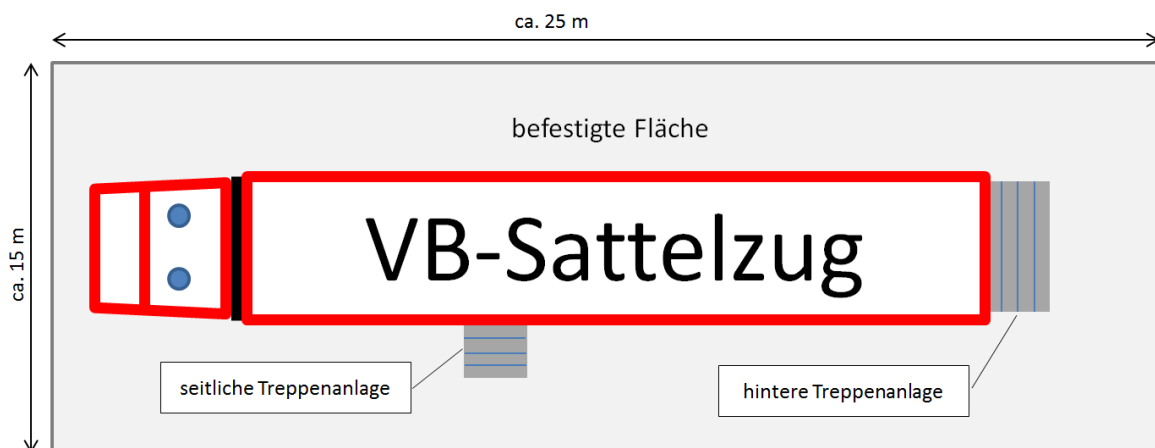 ca. 25 m
befestigte Fläche
ca. 15 m
VB-Sattelzug
seitliche Treppenanlage
hintere Treppenanlage